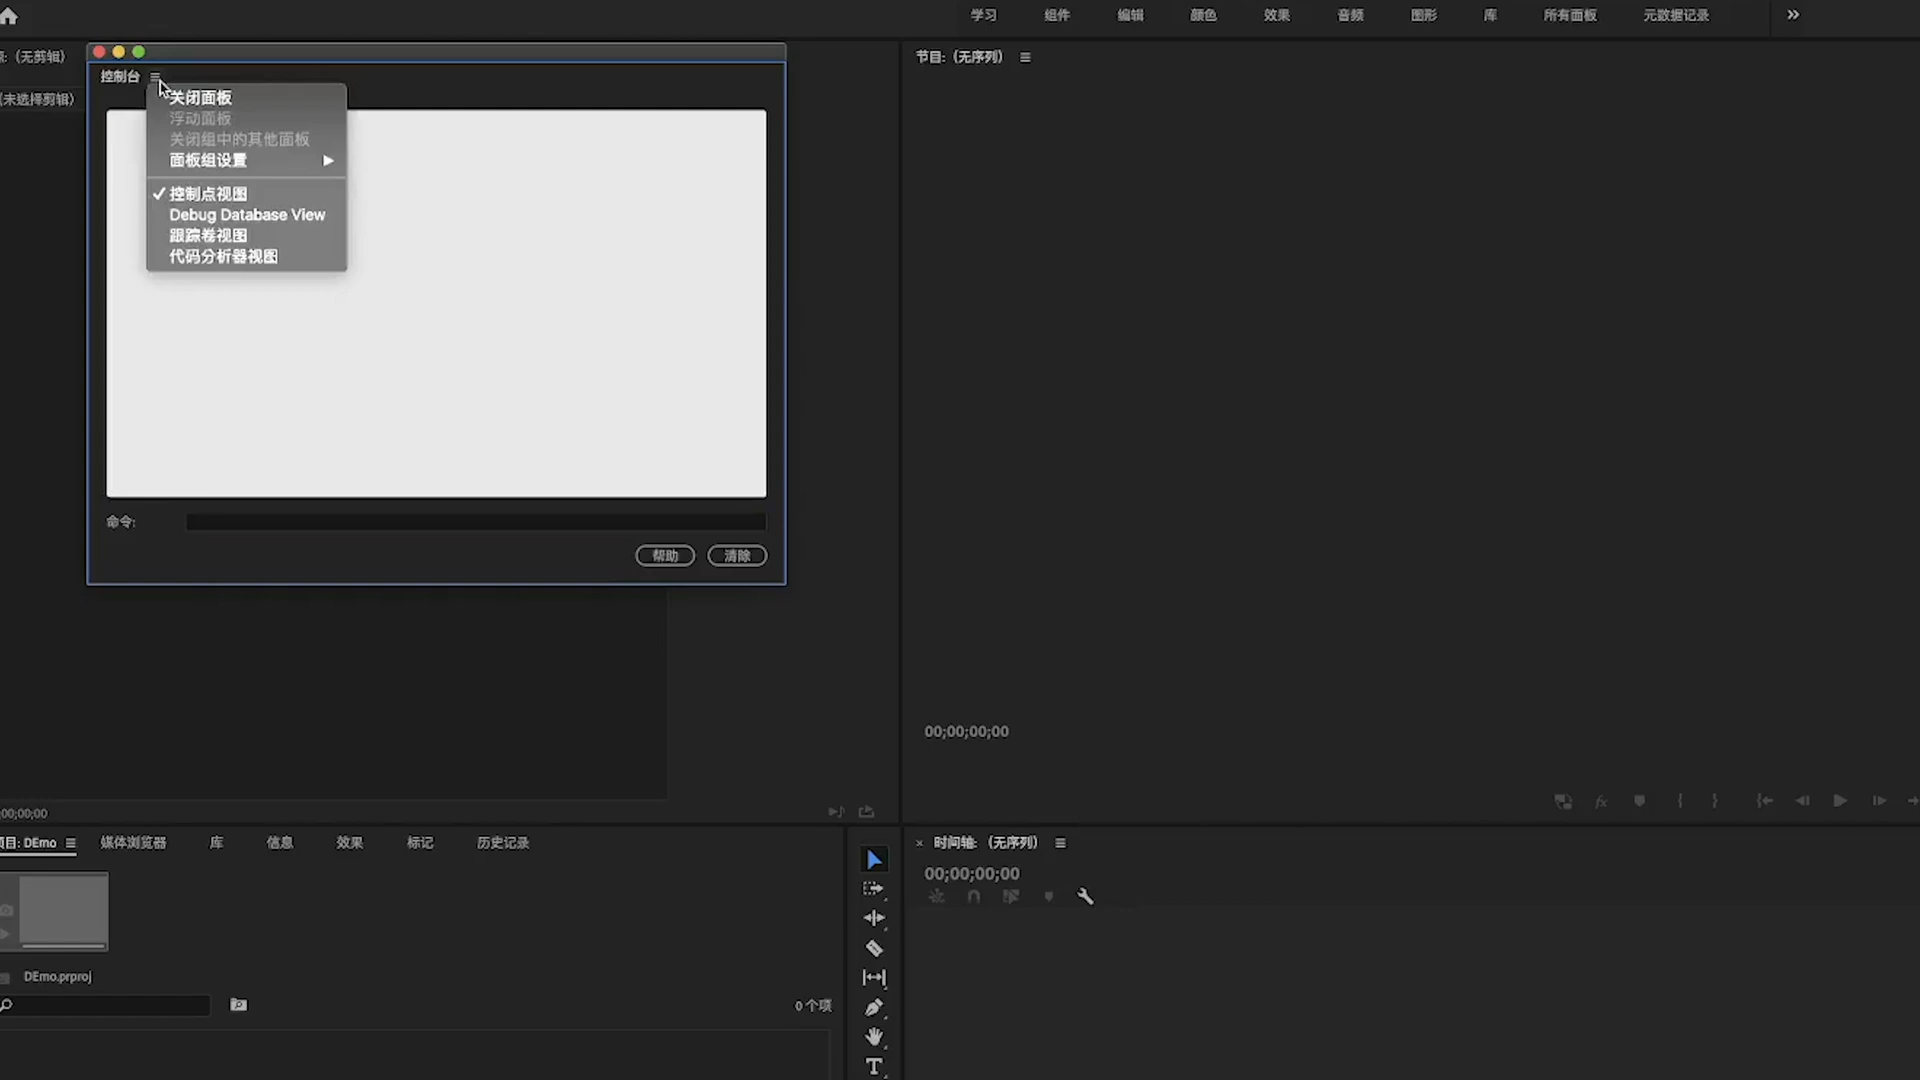 学习 组件 编辑 颜色 效果 音频 图形 库 所有面板 元数据记录
(无剪辑)
节目: (无序列)
控制台
(未选择剪辑)
关闭面板
浮动面板
关闭组中的其他面板
面板组设置
控制点视图
Debug Database View
跟踪卷视图
代码分析器视图
命令:
帮助 清除
00;00;00;00
00;00;00
项目: DEmo 媒体浏览器 库 信息 效果 标记 历史记录
时间轴: (无序列)
00;00;00;00
DEmo.prproj
0 个项